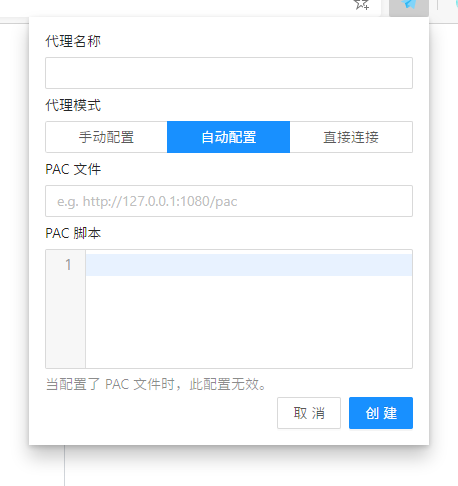 代理名称
代理模式
手动配置 自动配置 直接连接
PAC 文件
e.g. http://127.0.0.1:1080/pac
PAC 脚本
1
当配置了 PAC 文件时，此配置无效。
取 消 创 建